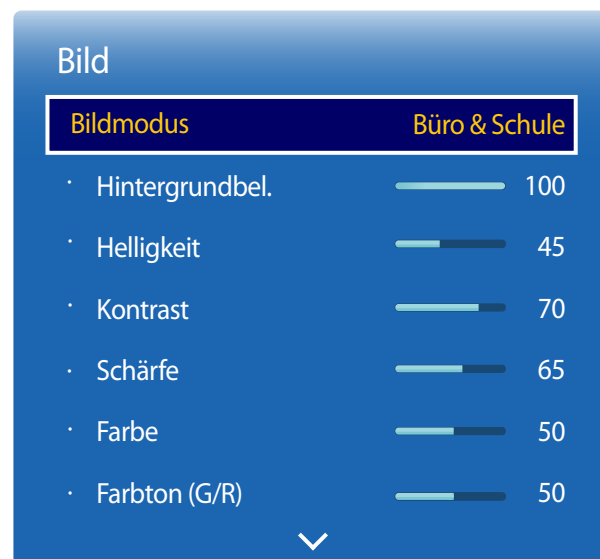 Bild
Bildmodus Büro & Schule
· Hintergrundbel. 100
· Helligkeit 45
· Kontrast 70
· Schärfe 65
· Farbe 50
· Farbton (G/R) 50